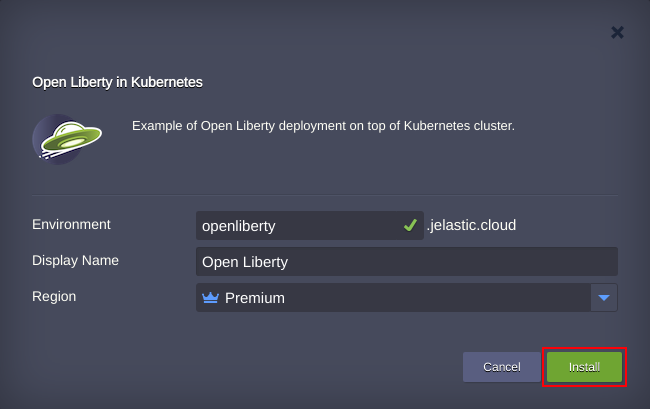 Open Liberty in Kubernetes
Example of Open Liberty deployment on top of Kubernetes cluster.
Environment openliberty .jelastic.cloud
Display Name Open Liberty
Region Premium
Cancel Install